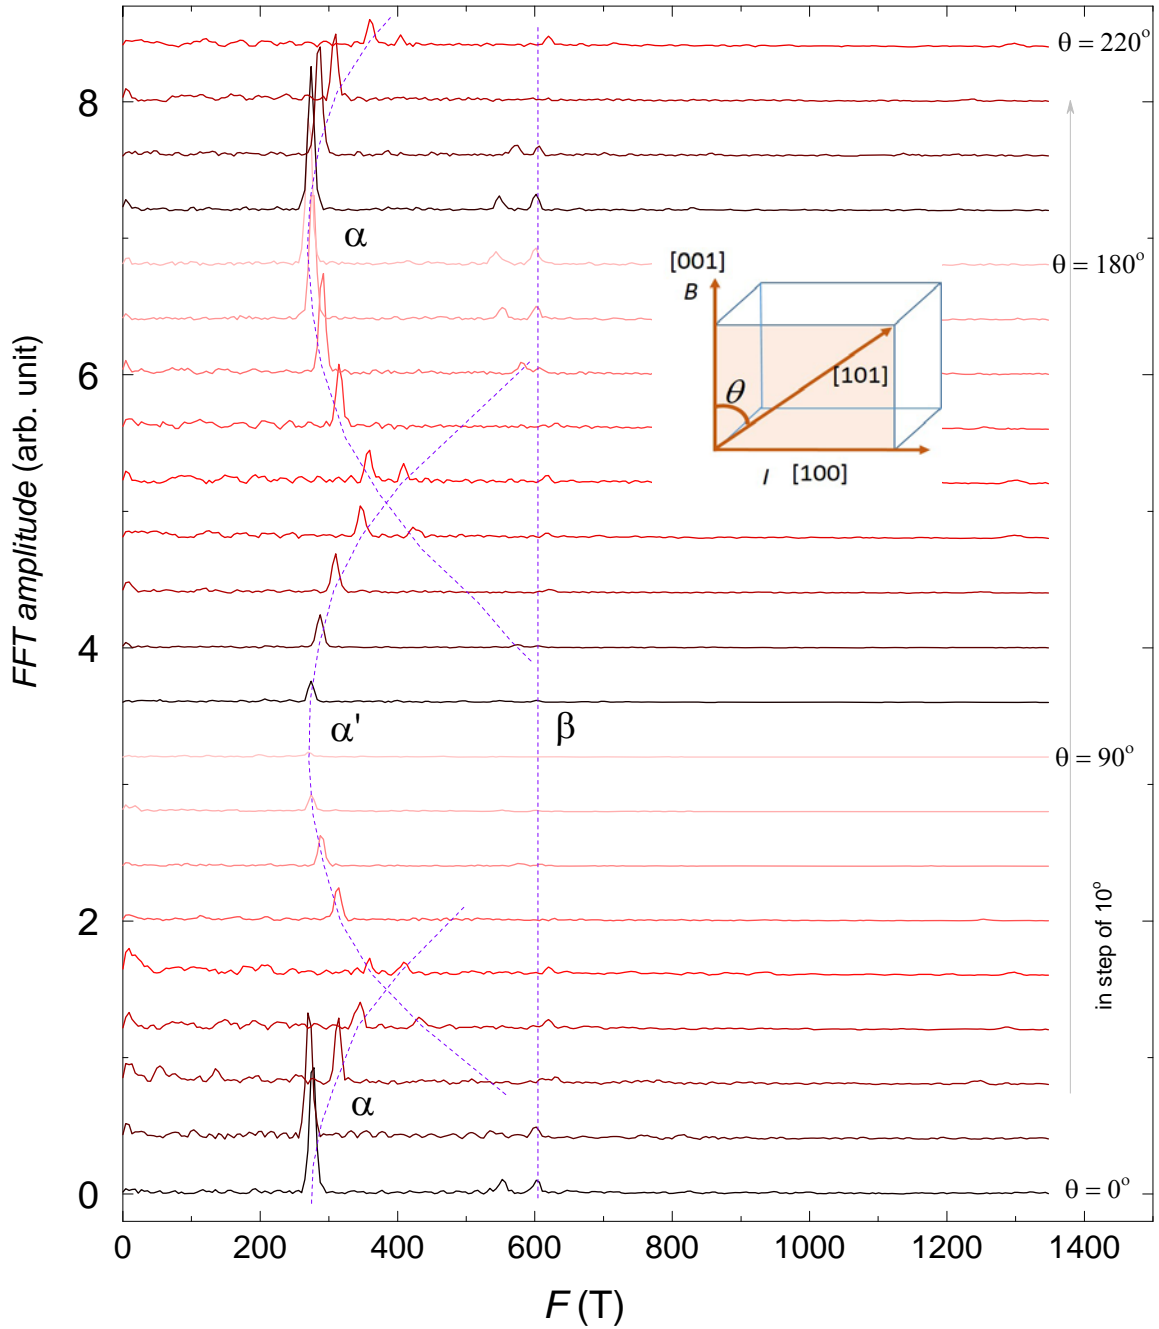 FFT amplitude (arb. unit)
8
6
4
2
0
θ = 220°
α
θ = 180°
[001]
B
[101]
θ
I [100]
α'
β
θ = 90°
in step of 10°
α
θ = 0°
0 200 400 600 800 1000 1200 1400
F (T)